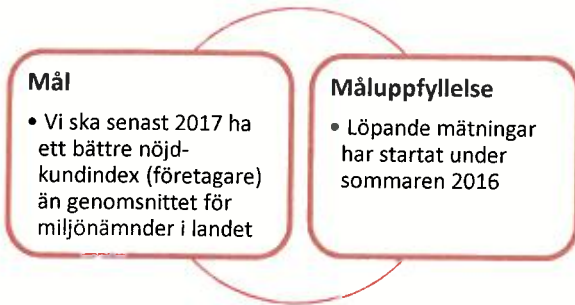 Mål
• Vi ska senast 2017 ha
ett bättre nöjd-
kundindex (företagare)
än genomsnittet för
miljönämnder i landet
Måluppfyllelse
• Löpande mätningar
har startat under
sommaren 2016